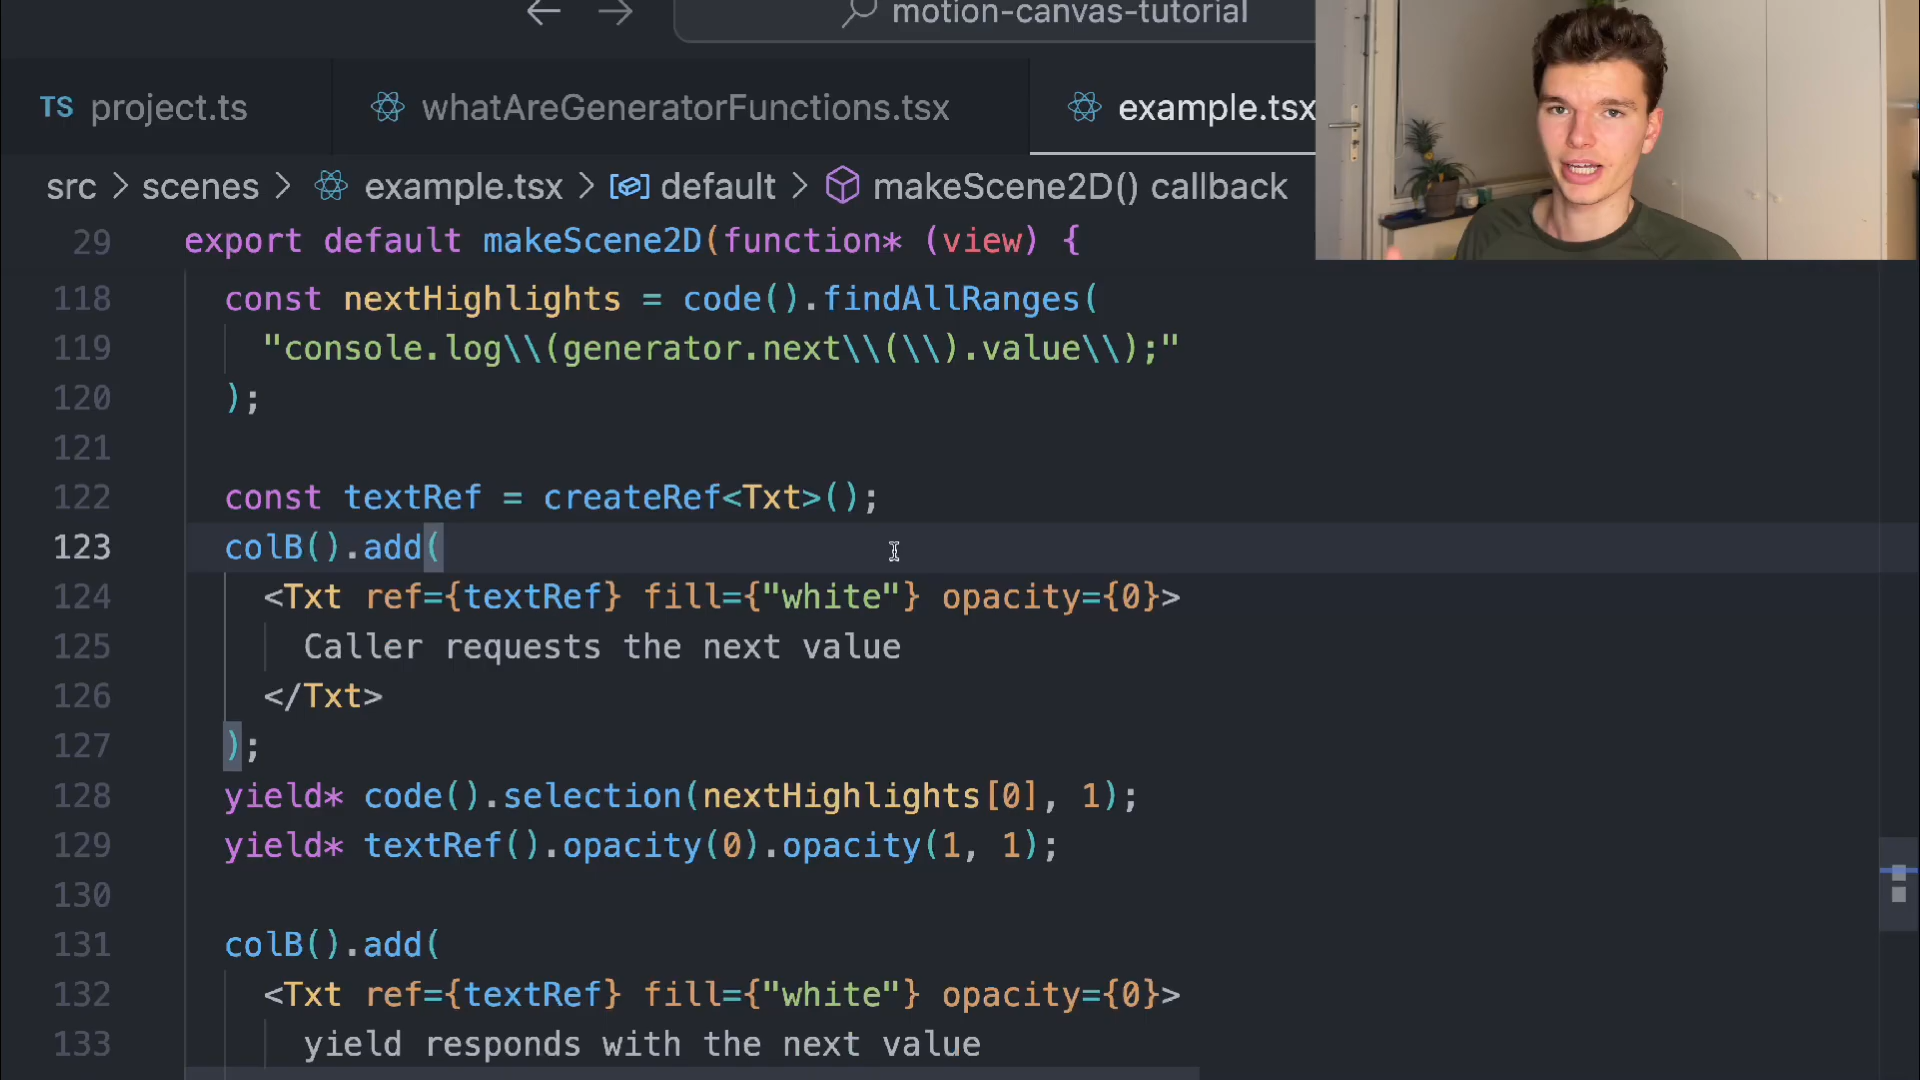 motion-canvas-tutorial
TS project.ts
whatAreGeneratorFunctions.tsx
example.tsx
src > scenes > example.tsx > default > makeScene2D() callback
29 export default makeScene2D(function* (view) {
118 const nextHighlights = code().findAllRanges(
119 "console.log\\(generator.next\\(\\).value\\);"
120 );
121
122 const textRef = createRef<Txt>();
123 colB().add(
124 <Txt ref={textRef} fill={"white"} opacity={0}>
125 Caller requests the next value
126 </Txt>
127 );
128 yield* code().selection(nextHighlights[0], 1);
129 yield* textRef().opacity(0).opacity(1, 1);
130
131 colB().add(
132 <Txt ref={textRef} fill={"white"} opacity={0}>
133 yield responds with the next value